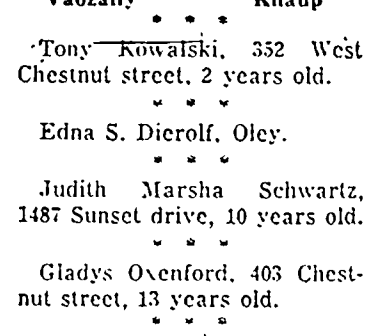 * * *
Tony Kowalski, 352 West
Chestnut street, 2 years old.
* * *
Edna S. Dierolf, Oley.
* * *
Judith Marsha Schwartz,
1487 Sunset drive, 10 years old.
* * *
Gladys Oxenford, 403 Chest-
nut street, 13 years old.
* * *